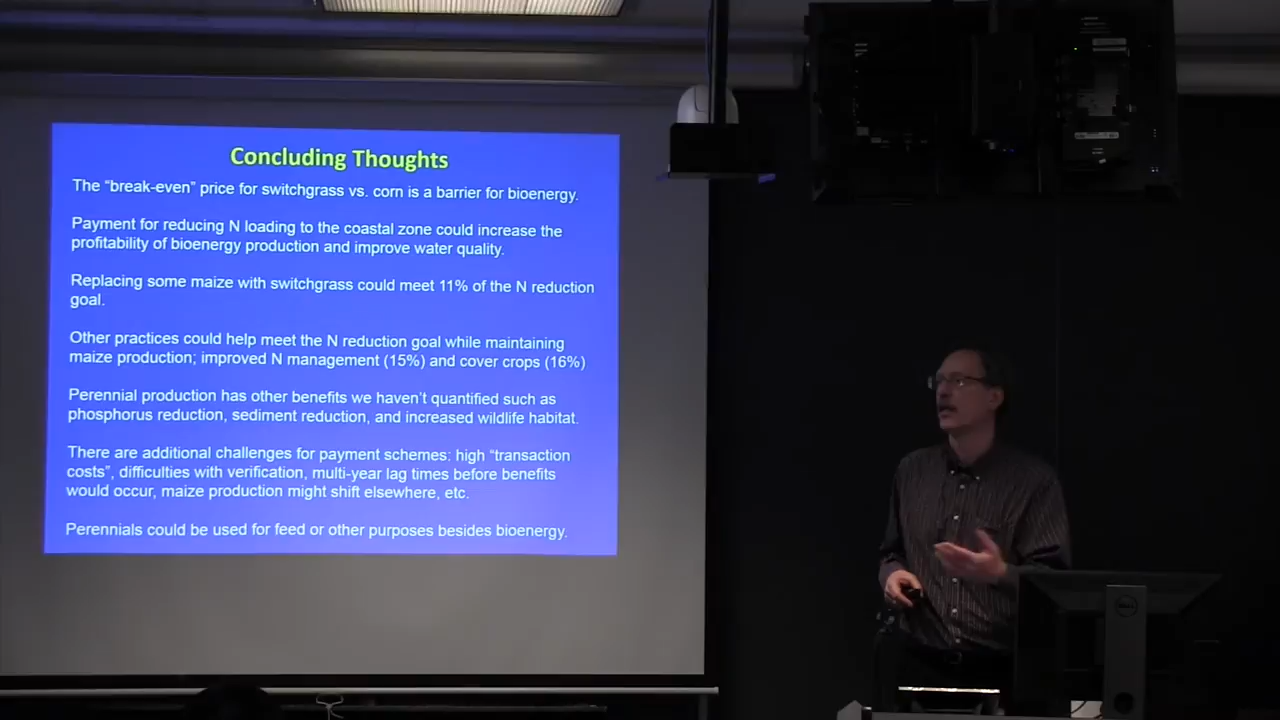 Concluding Thoughts
The “break-even” price for switchgrass vs. corn is a barrier for bioenergy.
Payment for reducing N loading to the coastal zone could increase the
profitability of bioenergy production and improve water quality.
Replacing some maize with switchgrass could meet 11% of the N reduction
goal.
Other practices could help meet the N reduction goal while maintaining
maize production; improved N management (15%) and cover crops (16%)
Perennial production has other benefits we haven’t quantified such as
phosphorus reduction, sediment reduction, and increased wildlife habitat.
There are additional challenges for payment schemes; high “transaction
costs”, difficulties with verification, multi-year lag times before benefits
would occur, maize production might shift elsewhere, etc.
Perennials could be used for feed or other purposes besides bioenergy.
DELL